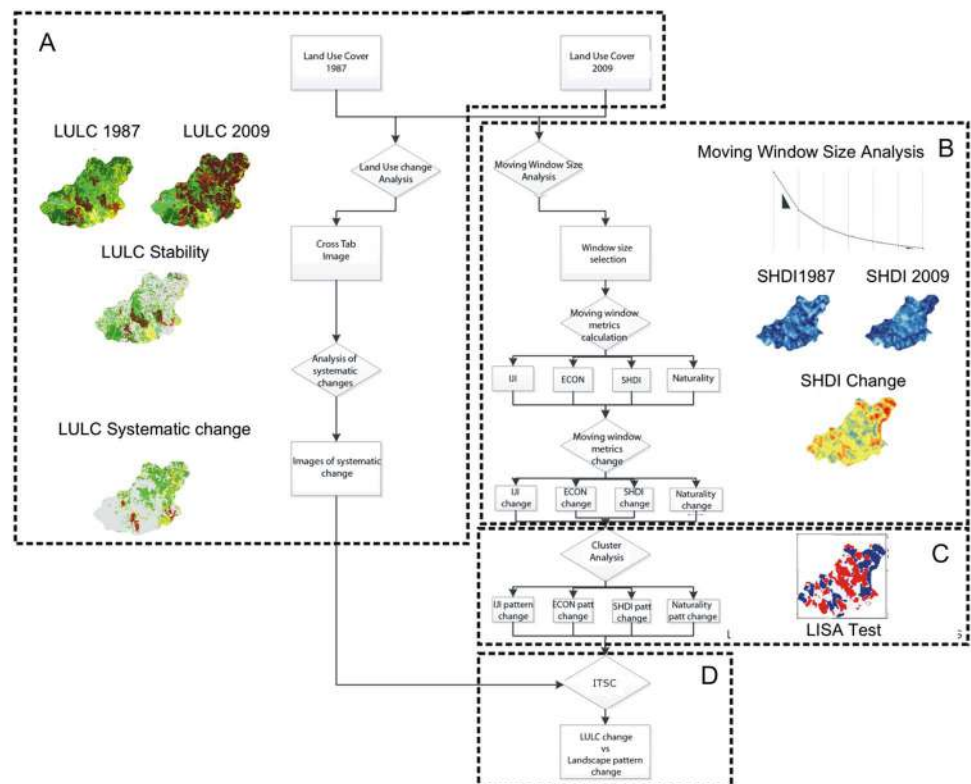 A
Land Use Cover
1987
Land Use Cover
2009
LULC 1987
LULC 2009
Land Use change
Analysis
Moving Window Size
Analysis
Moving Window Size Analysis
B
LULC Stability
Cross Tab
Image
Window size
selection
SHDI1987
SHDI 2009
Moving window
metrics
calculation
Analysis of
systematic
changes
IJI
ECON
SHDI
Naturality
SHDI Change
LULC Systematic change
Moving window
metrics
change
Images of systematic
change
IJI
change
ECON
change
SHDI
change
Naturality
change
Cluster
Analysis
C
IJI pattern
change
ECON patt
change
SHDI patt
change
Naturality
patt change
LISA Test
ITSC
D
LULC change
vs
Landscape pattern
change